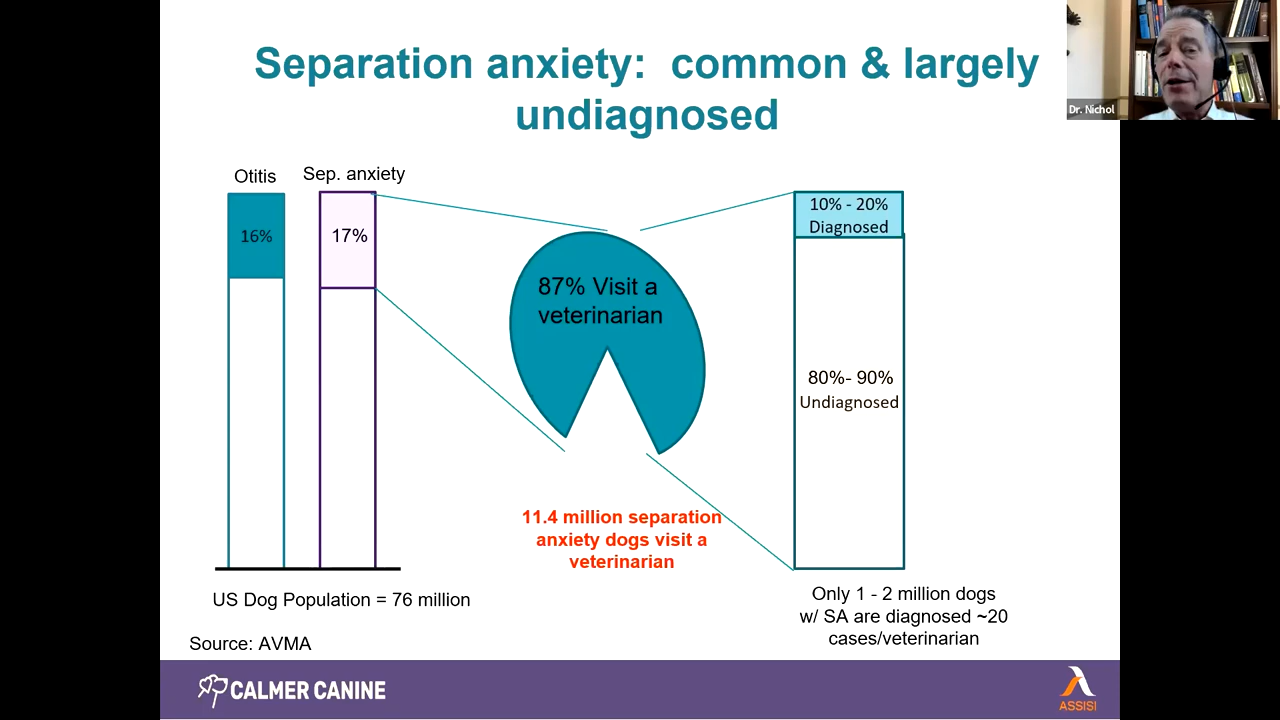 Separation anxiety:  common & largely
undiagnosed
Dr. Nichol
Otitis
Sep. anxiety
16%
17%
87% Visit a
veterinarian
10% - 20%
Diagnosed
80%- 90%
Undiagnosed
11.4 million separation
anxiety dogs visit a
veterinarian
US Dog Population = 76 million
Only 1 - 2 million dogs
w/ SA are diagnosed ~20
cases/veterinarian
Source: AVMA
CALMER CANINE
ASSISI